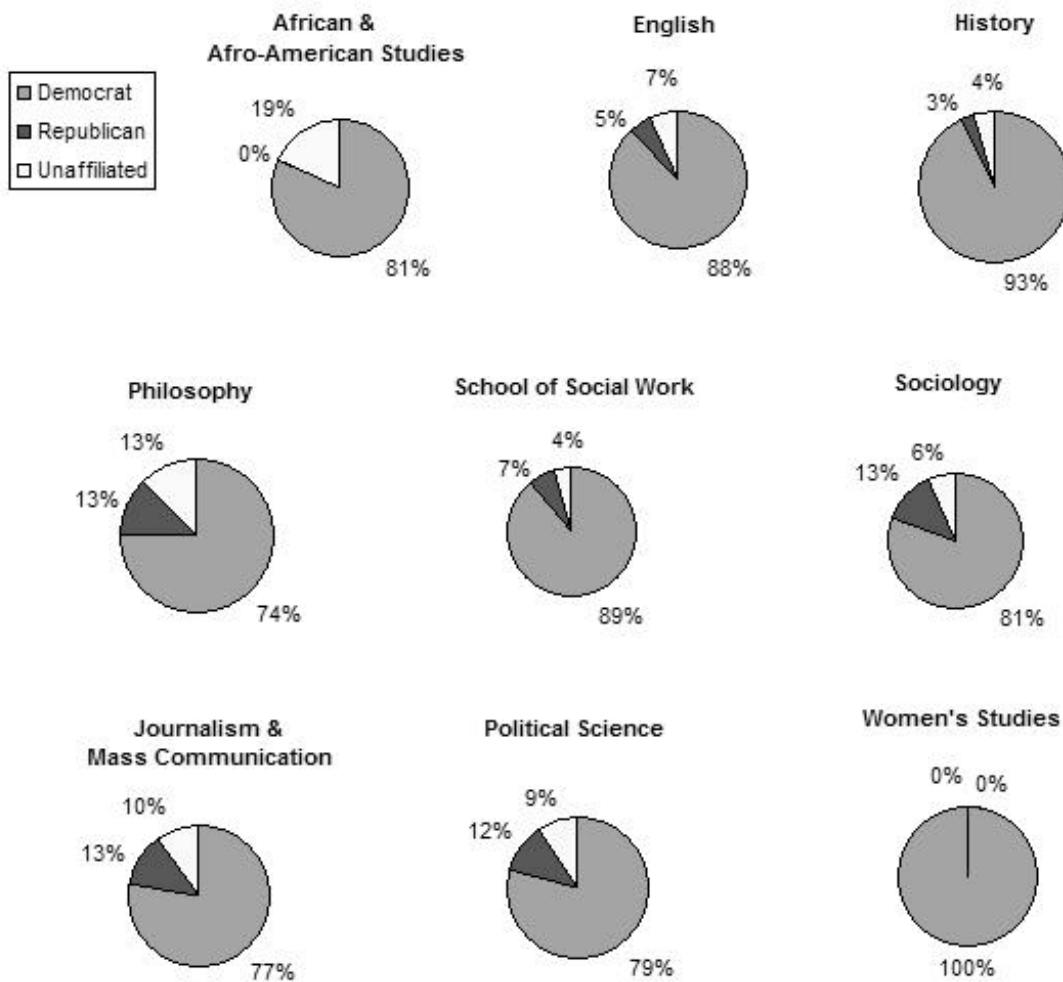 African &
Afro-American Studies
English
History
Democrat
Republican
Unaffiliated
19%
0%
81%
7%
5%
88%
4%
3%
93%
Philosophy
School of Social Work
Sociology
13%
13%
74%
4%
7%
89%
6%
13%
81%
Journalism &
Mass Communication
Political Science
Women's Studies
10%
13%
77%
9%
12%
79%
0%
0%
100%